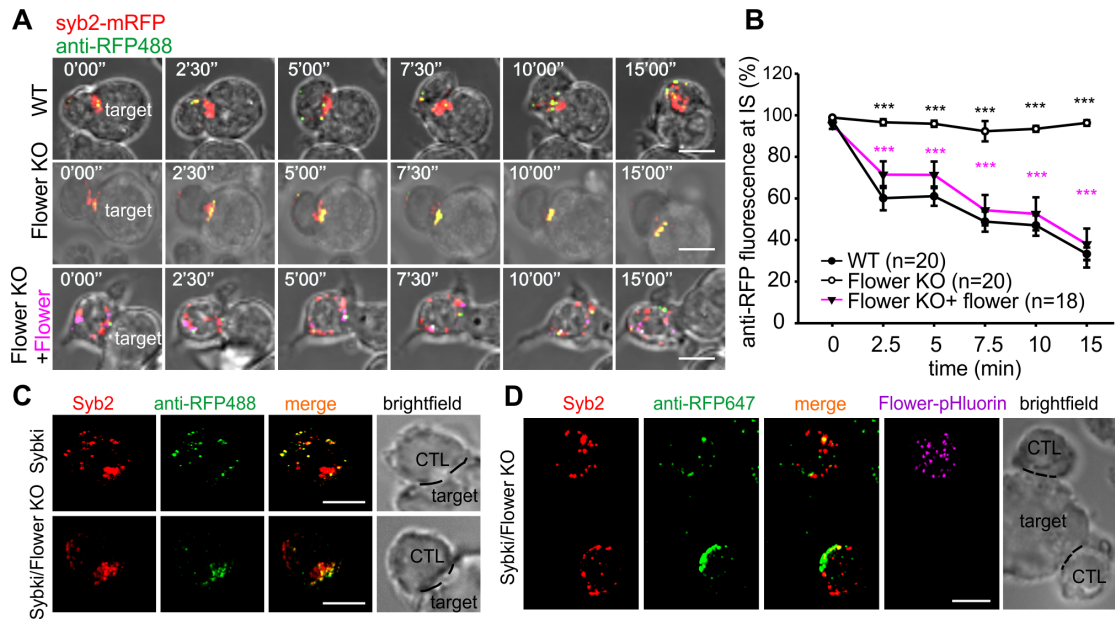 A
syb2-mRFP
anti-RFP488
WT
0’00’’ 2’30’’ 5’00’’ 7’30’’ 10’00’’ 15’00’’
target
Flower KO
0’00’’ 2’30’’ 5’00’’ 7’30’’ 10’00’’ 15’00’’
target
Flower KO
+Flower
0’00’’ 2’30’’ 5’00’’ 7’30’’ 10’00’’ 15’00’’
target
B
anti-RFP fluorescence at IS (%)
120
100
80
60
40
20
0
*** *** *** *** ***
*** *** *** *** ***
WT (n=20)
Flower KO (n=20)
Flower KO+ flower (n=18)
0 2.5 5 7.5 10 15
time (min)
C
Syb2 anti-RFP488 merge brightfield
Sybki
CTL
target
Sybki/Flower KO
CTL
target
D
Syb2 anti-RFP647 merge Flower-pHluorin brightfield
Sybki/Flower KO
CTL
target
CTL